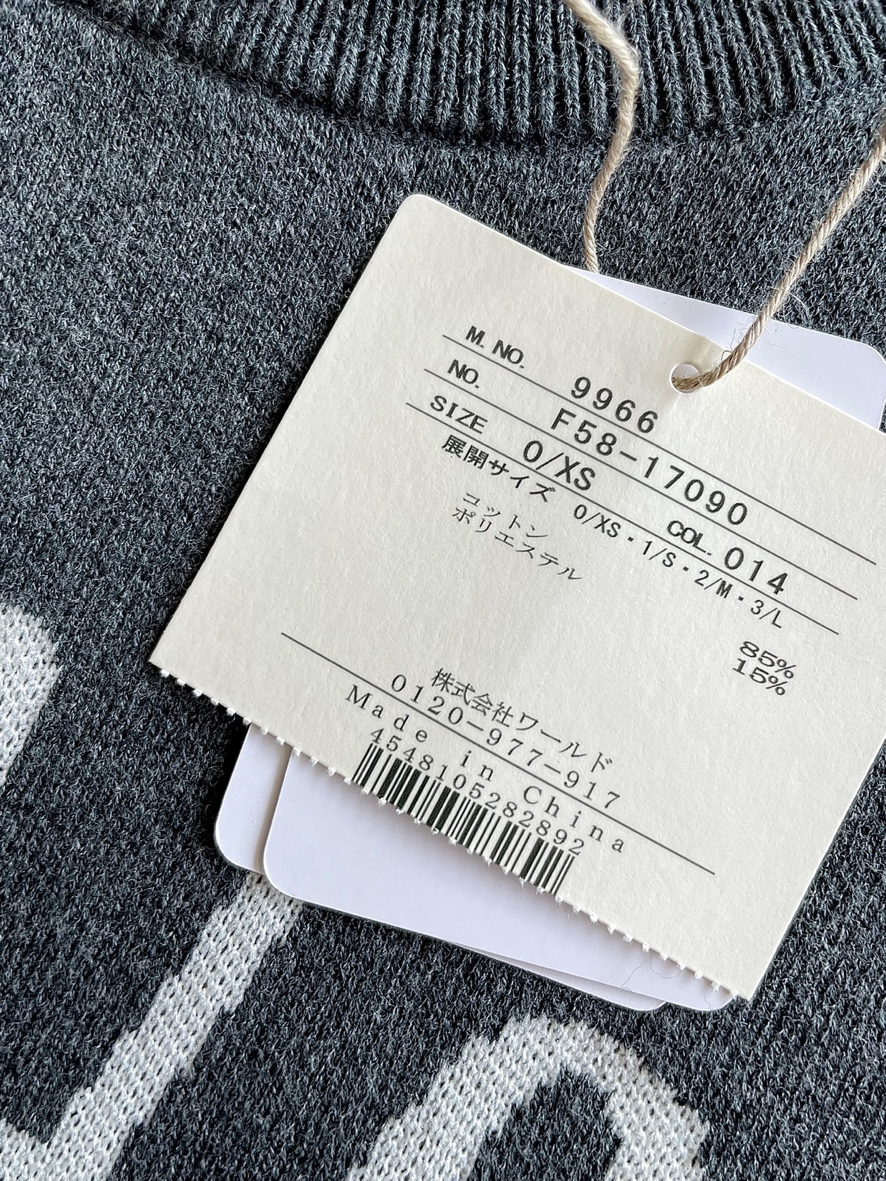 M. NO. 9966
NO. F58-17090
SIZE 0/XS COL. 014
展開サイズ 0/XS・1/S・2/M・3/L
コットン 85%
ポリエステル 15%
株式会社ワールド
0120-977-917
Made in China
4548105282892